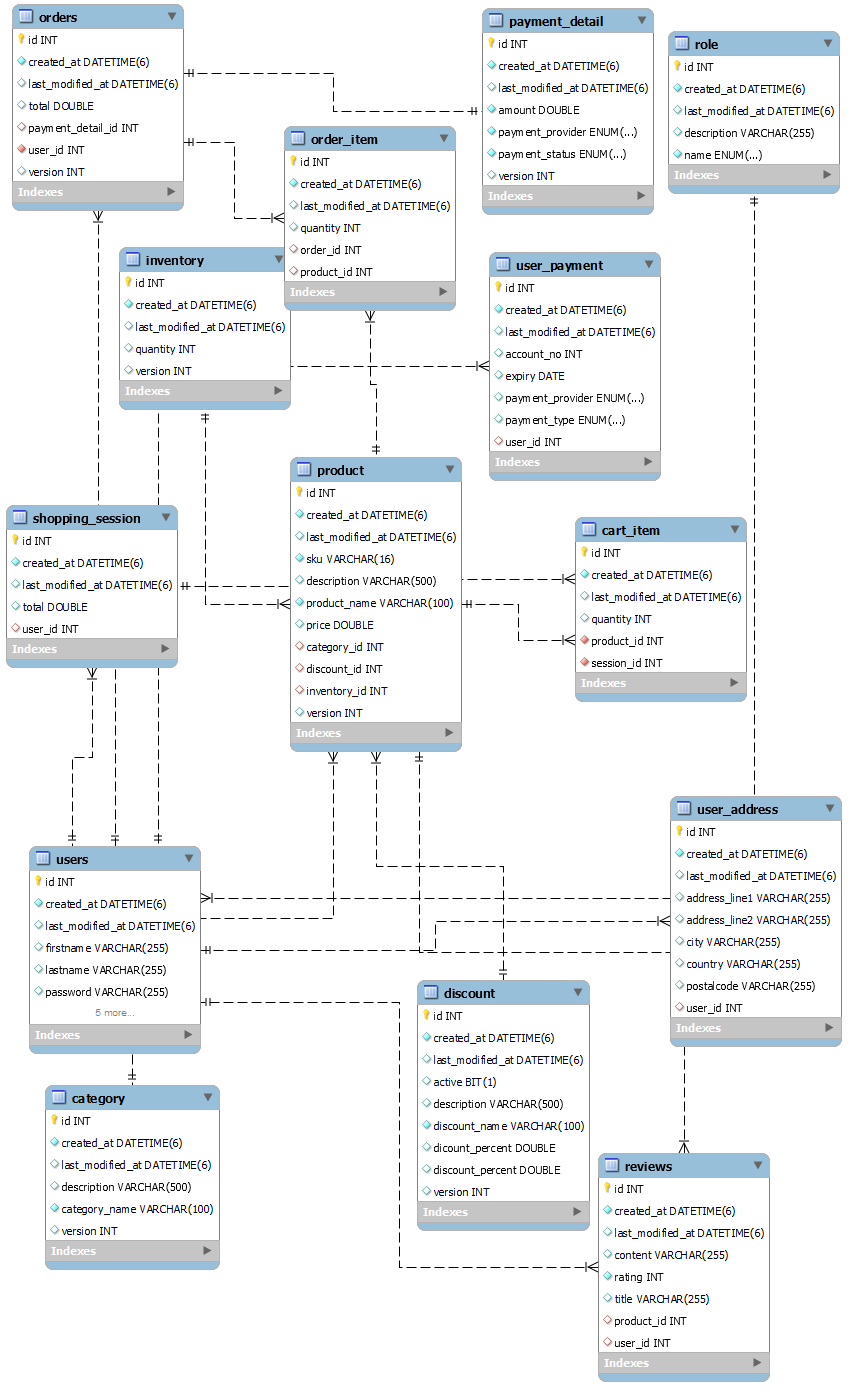 orders
id INT
created_at DATETIME(6)
last_modified_at DATETIME(6)
total DOUBLE
payment_detail_id INT
user_id INT
version INT
Indexes
payment_detail
id INT
created_at DATETIME(6)
last_modified_at DATETIME(6)
amount DOUBLE
payment_provider ENUM(...)
payment_status ENUM(...)
version INT
Indexes
role
id INT
created_at DATETIME(6)
last_modified_at DATETIME(6)
description VARCHAR(255)
name ENUM(...)
Indexes
order_item
id INT
created_at DATETIME(6)
last_modified_at DATETIME(6)
quantity INT
order_id INT
product_id INT
Indexes
inventory
id INT
created_at DATETIME(6)
last_modified_at DATETIME(6)
quantity INT
version INT
Indexes
user_payment
id INT
created_at DATETIME(6)
last_modified_at DATETIME(6)
account_no INT
expiry DATE
payment_provider ENUM(...)
payment_type ENUM(...)
user_id INT
Indexes
product
id INT
created_at DATETIME(6)
last_modified_at DATETIME(6)
sku VARCHAR(16)
description VARCHAR(500)
product_name VARCHAR(100)
price DOUBLE
category_id INT
discount_id INT
inventory_id INT
version INT
Indexes
shopping_session
id INT
created_at DATETIME(6)
last_modified_at DATETIME(6)
total DOUBLE
user_id INT
Indexes
cart_item
id INT
created_at DATETIME(6)
last_modified_at DATETIME(6)
quantity INT
product_id INT
session_id INT
Indexes
user_address
id INT
created_at DATETIME(6)
last_modified_at DATETIME(6)
address_line1 VARCHAR(255)
address_line2 VARCHAR(255)
city VARCHAR(255)
country VARCHAR(255)
postalcode VARCHAR(255)
user_id INT
Indexes
users
id INT
created_at DATETIME(6)
last_modified_at DATETIME(6)
firstname VARCHAR(255)
lastname VARCHAR(255)
password VARCHAR(255)
5 more...
Indexes
discount
id INT
created_at DATETIME(6)
last_modified_at DATETIME(6)
active BIT(1)
description VARCHAR(500)
discount_name VARCHAR(100)
dicount_percent DOUBLE
discount_percent DOUBLE
version INT
Indexes
category
id INT
created_at DATETIME(6)
last_modified_at DATETIME(6)
description VARCHAR(500)
category_name VARCHAR(100)
version INT
Indexes
reviews
id INT
created_at DATETIME(6)
last_modified_at DATETIME(6)
content VARCHAR(255)
rating INT
title VARCHAR(255)
product_id INT
user_id INT
Indexes